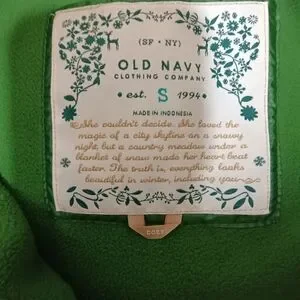 (SF • NY)
OLD NAVY
CLOTHING COMPANY
• est. S 1994 •
MADE IN INDONESIA
She couldn't decide. She loved the
magic of a city skyline on a snowy
night, but a country meadow under a
blanket of snow made her heart beat
faster. The truth is, everything looks
beautiful in winter, including you
COZY